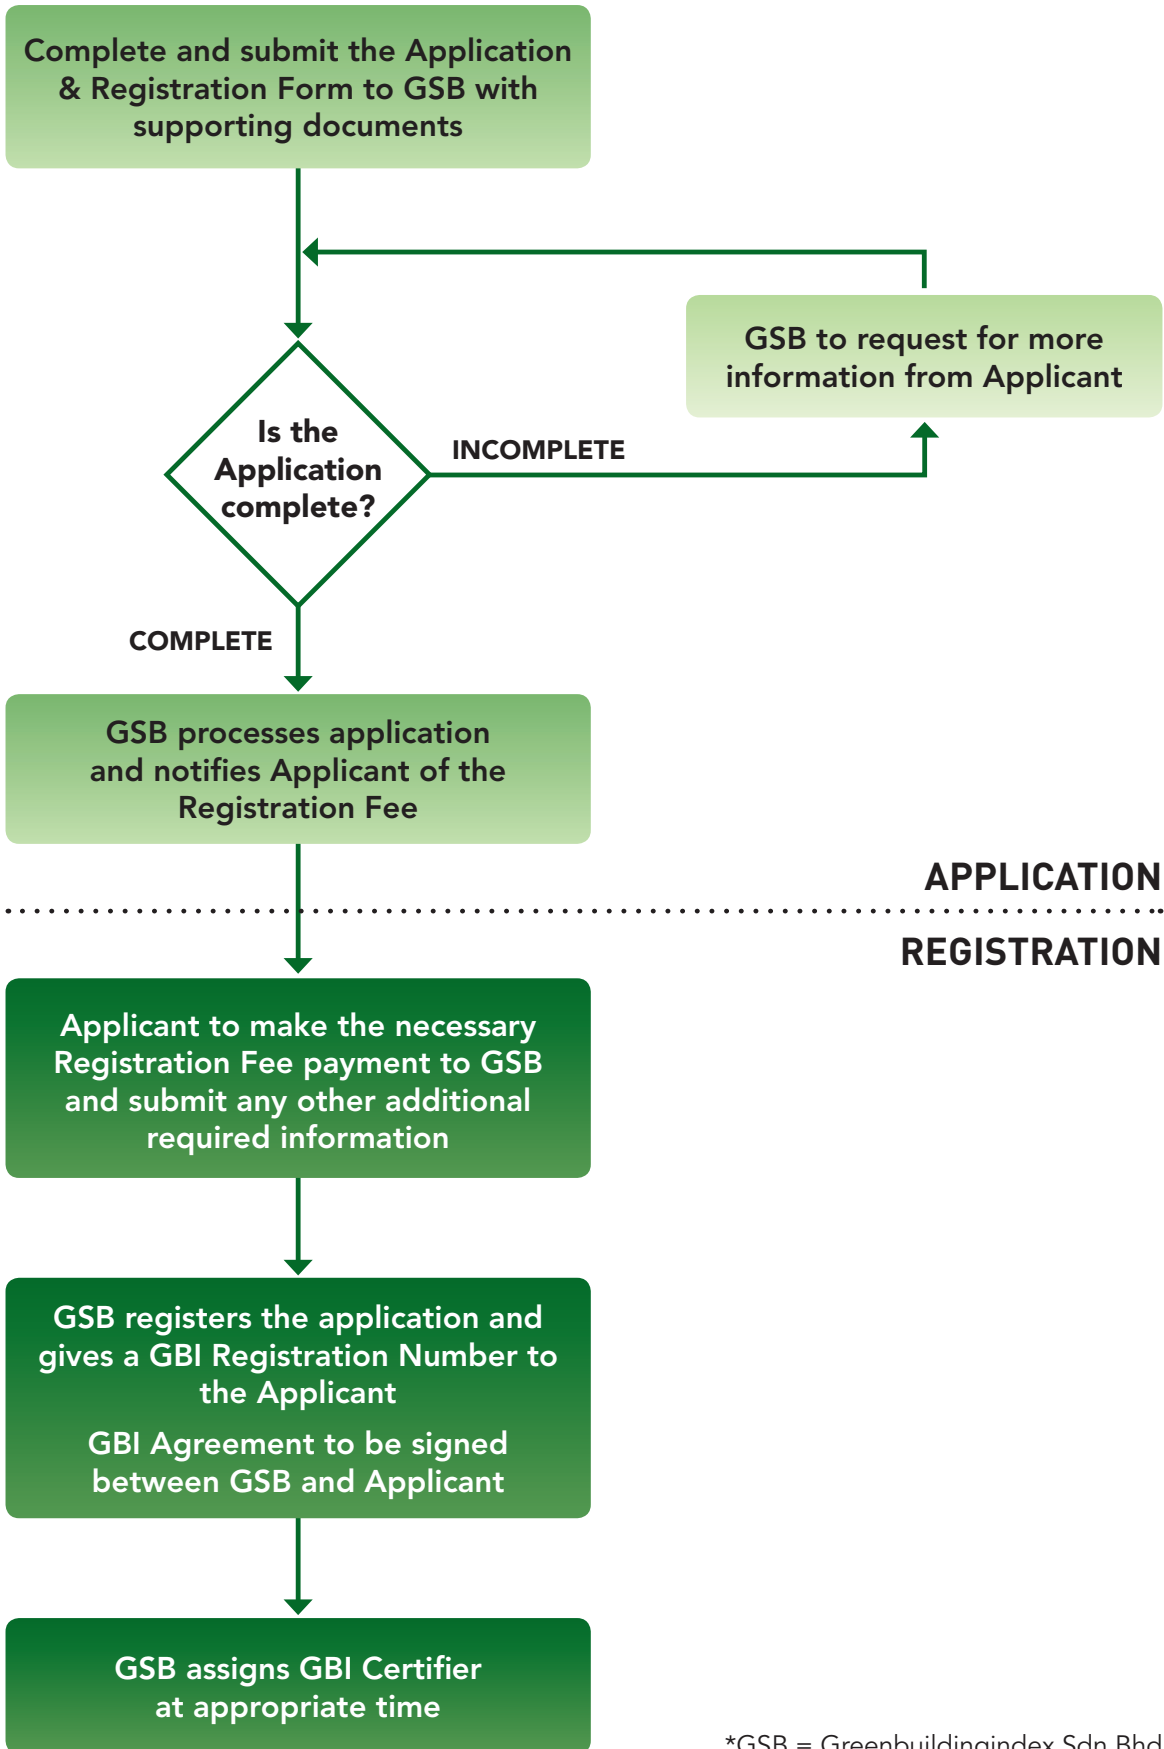 Complete and submit the Application
& Registration Form to GSB with
supporting documents
GSB to request for more
information from Applicant
Is the
Application
complete?
INCOMPLETE
COMPLETE
GSB processes application
and notifies Applicant of the
Registration Fee
APPLICATION
REGISTRATION
Applicant to make the necessary
Registration Fee payment to GSB
and submit any other additional
required information
GSB registers the application and
gives a GBI Registration Number to
the Applicant
GBI Agreement to be signed
between GSB and Applicant
GSB assigns GBI Certifier
at appropriate time
*GSB = Greenbuildingindex Sdn Bhd